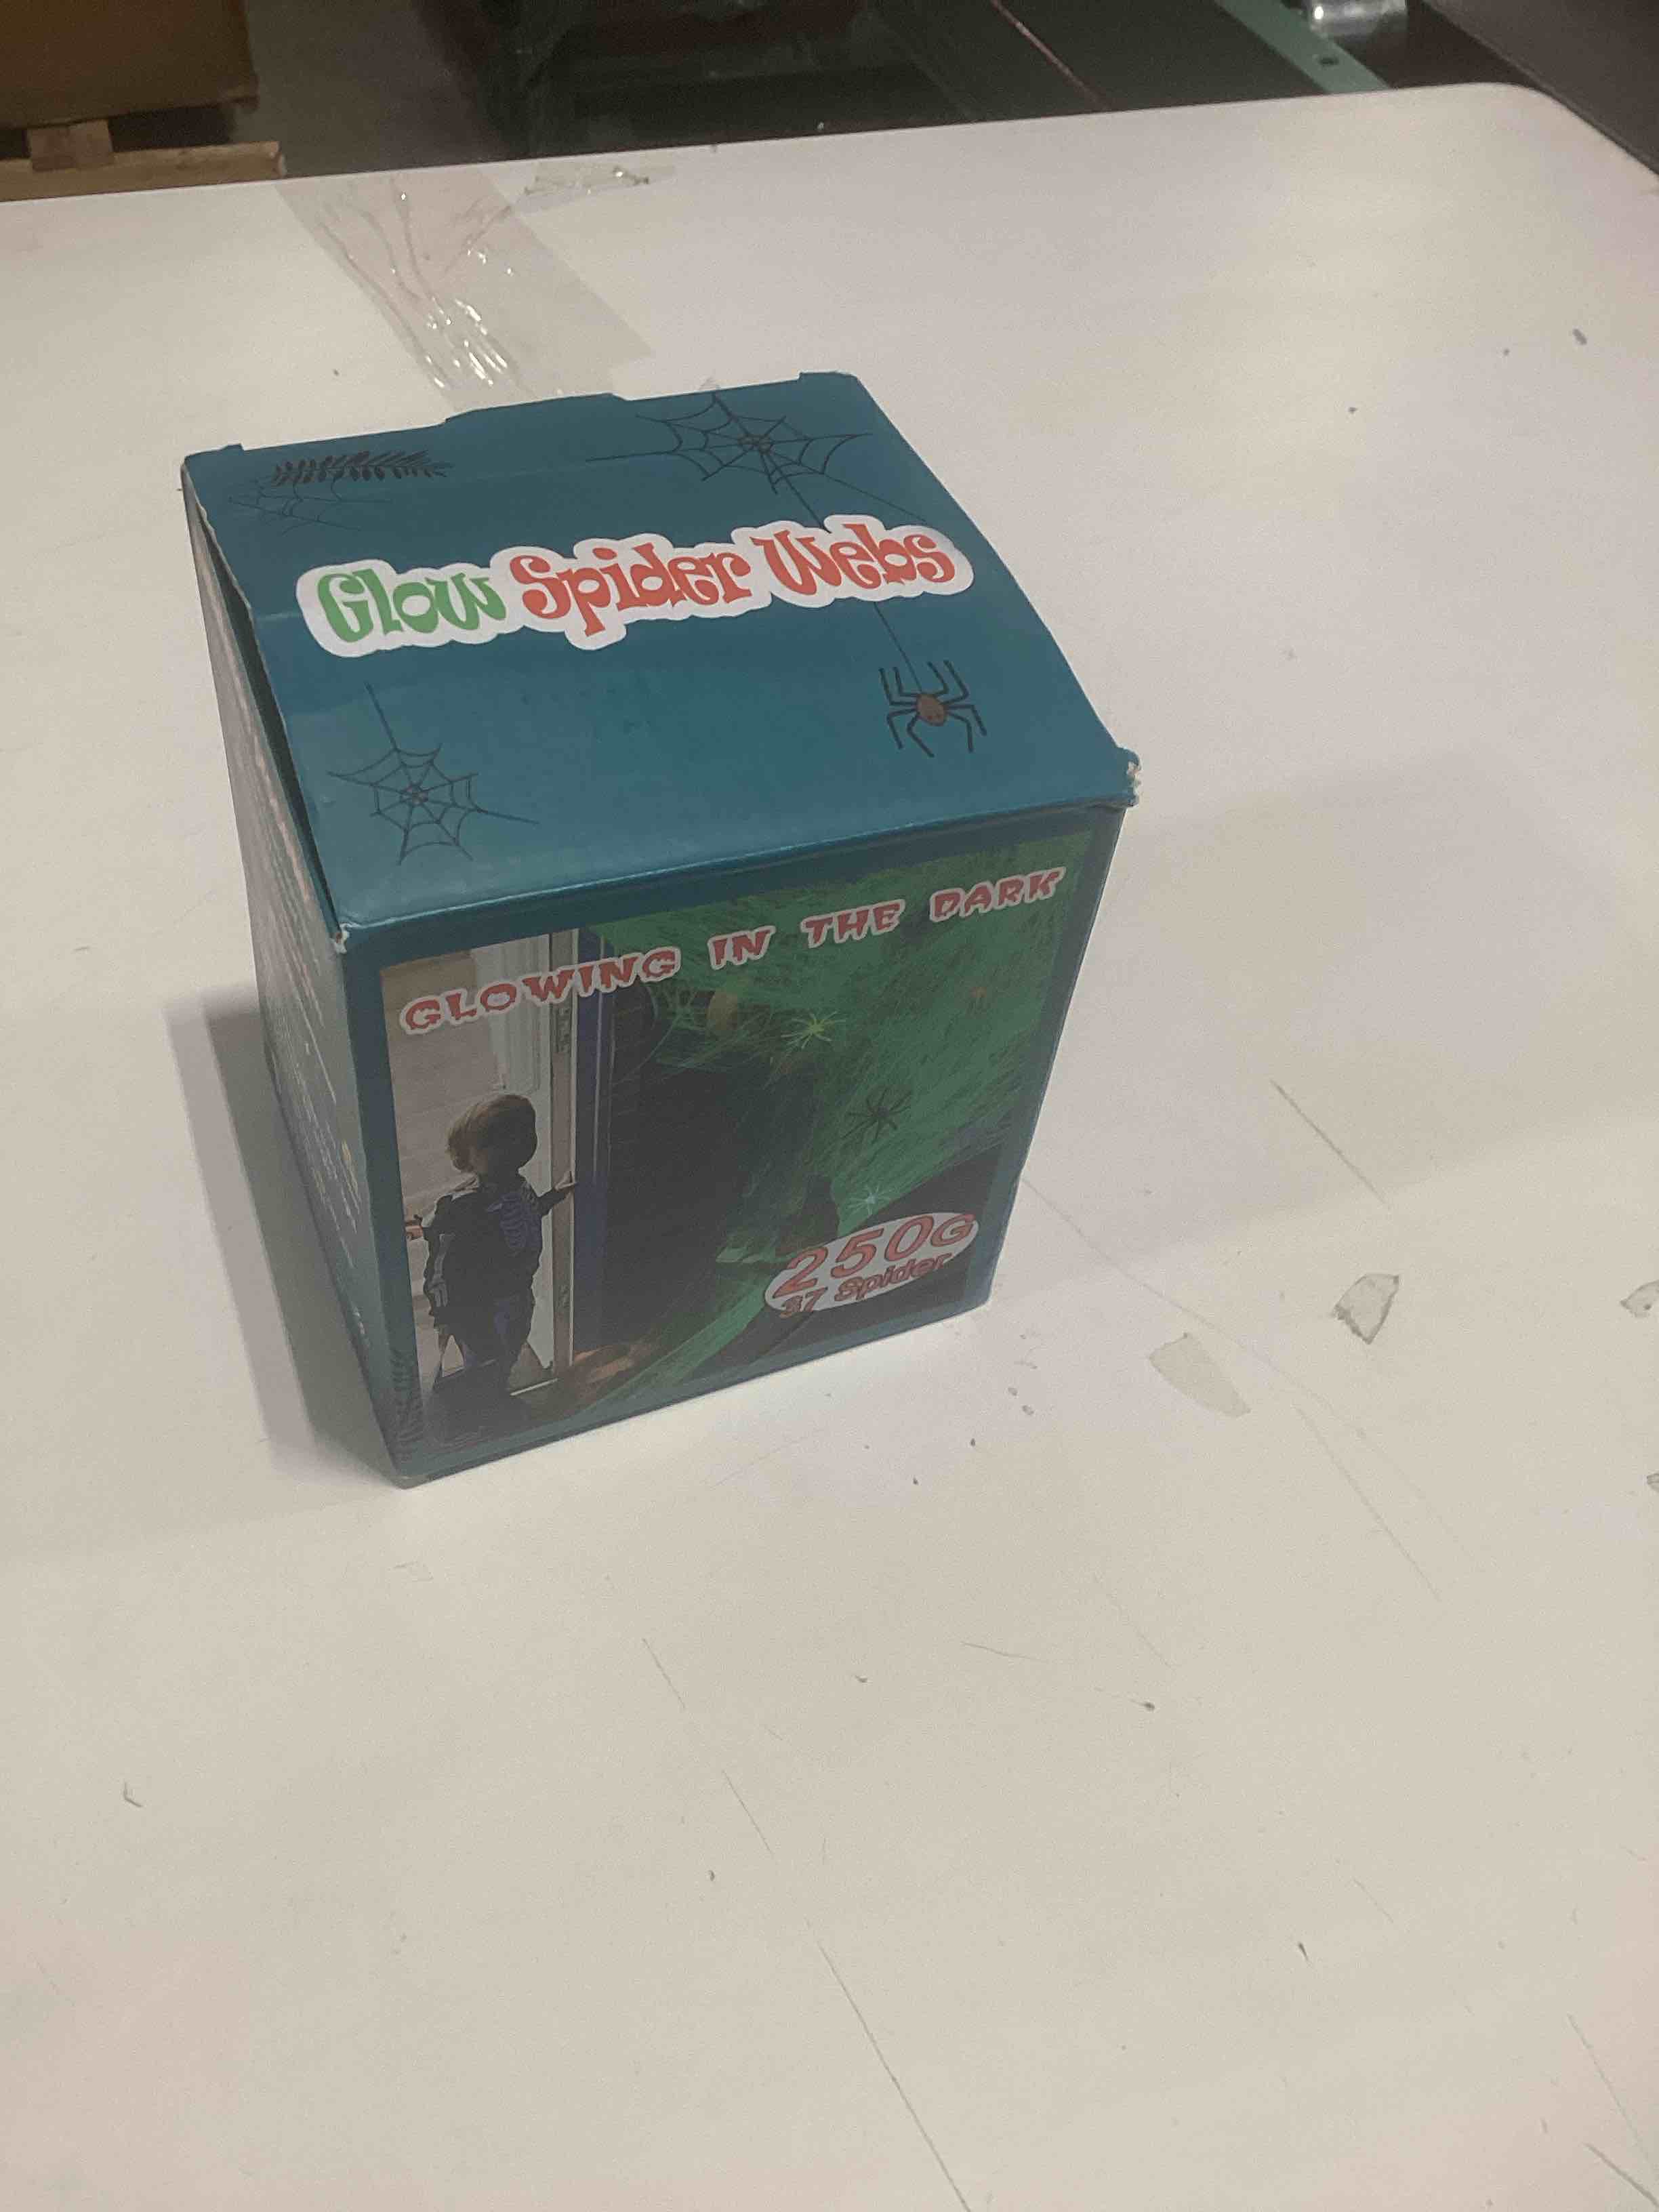 Glow Spider Webs
GLOWING IN THE DARK
250G
37 Spider